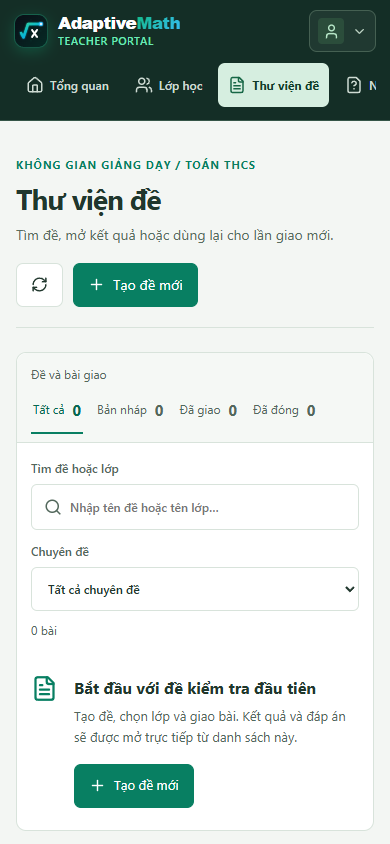 AdaptiveMath
TEACHER PORTAL
Tổng quan
Lớp học
Thư viện đề
KHÔNG GIAN GIẢNG DẠY / TOÁN THCS
Thư viện đề
Tìm đề, mở kết quả hoặc dùng lại cho lần giao mới.
Tạo đề mới
Đề và bài giao
Tất cả 0 Bản nháp 0 Đã giao 0 Đã đóng 0
Tìm đề hoặc lớp
Nhập tên đề hoặc tên lớp...
Chuyên đề
Tất cả chuyên đề
0 bài
Bắt đầu với đề kiểm tra đầu tiên
Tạo đề, chọn lớp và giao bài. Kết quả và đáp án
sẽ được mở trực tiếp từ danh sách này.
Tạo đề mới